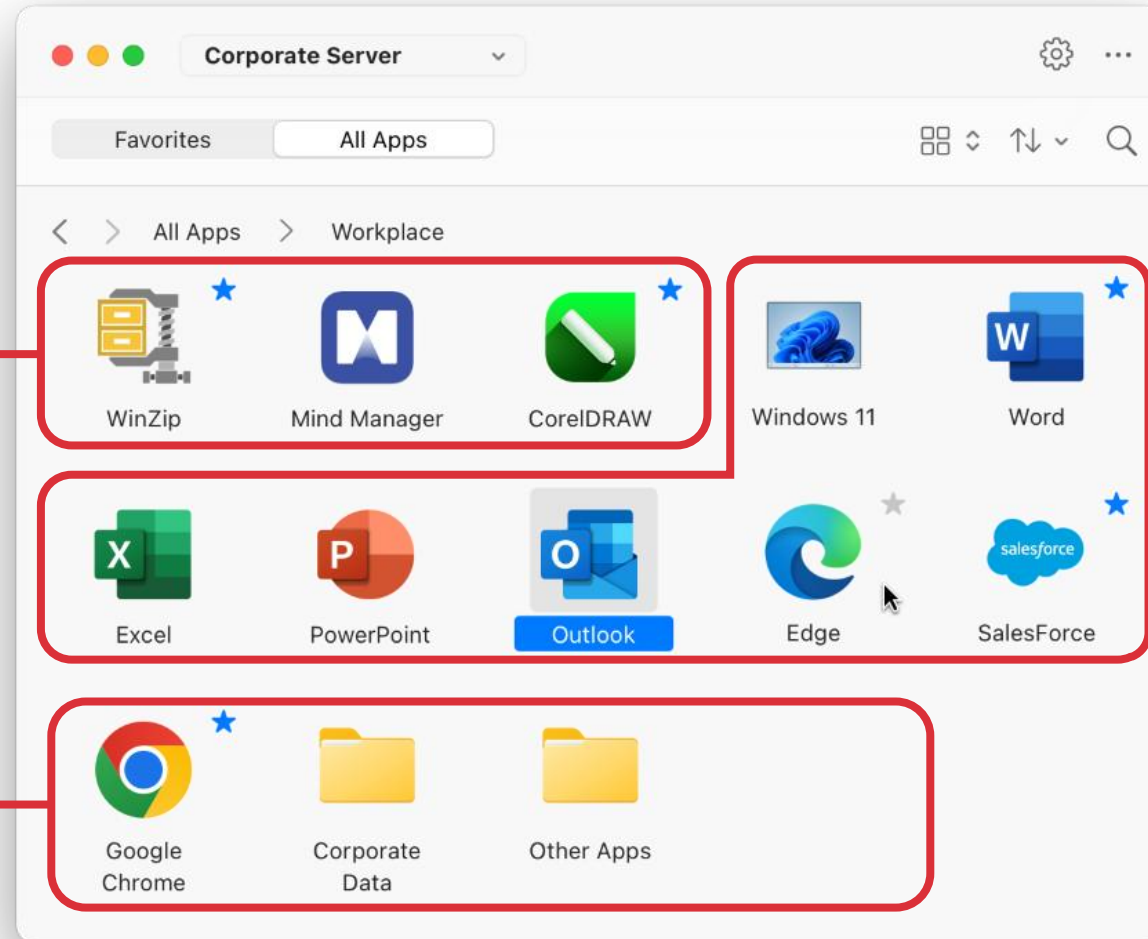 Corporate Server
Favorites
All Apps
All Apps
Workplace
WinZip
Mind Manager
CorelDRAW
Windows 11
W
Word
X
Excel
P
PowerPoint
O
Outlook
Edge
salesforce
SalesForce
Google
Chrome
Corporate
Data
Other Apps